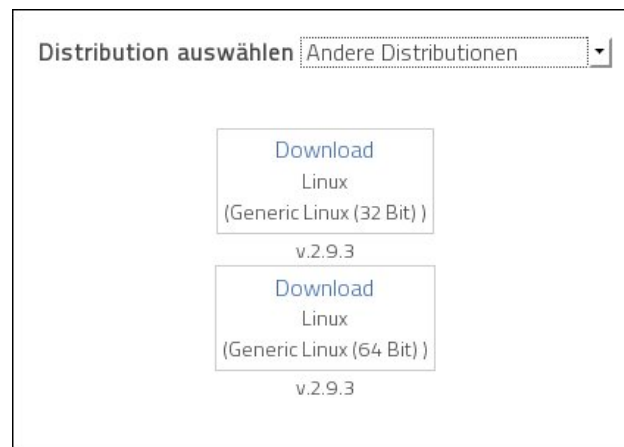 Distribution auswählen Andere Distributionen
Download
Linux
(Generic Linux (32 Bit) )
v.2.9.3
Download
Linux
(Generic Linux (64 Bit) )
v.2.9.3